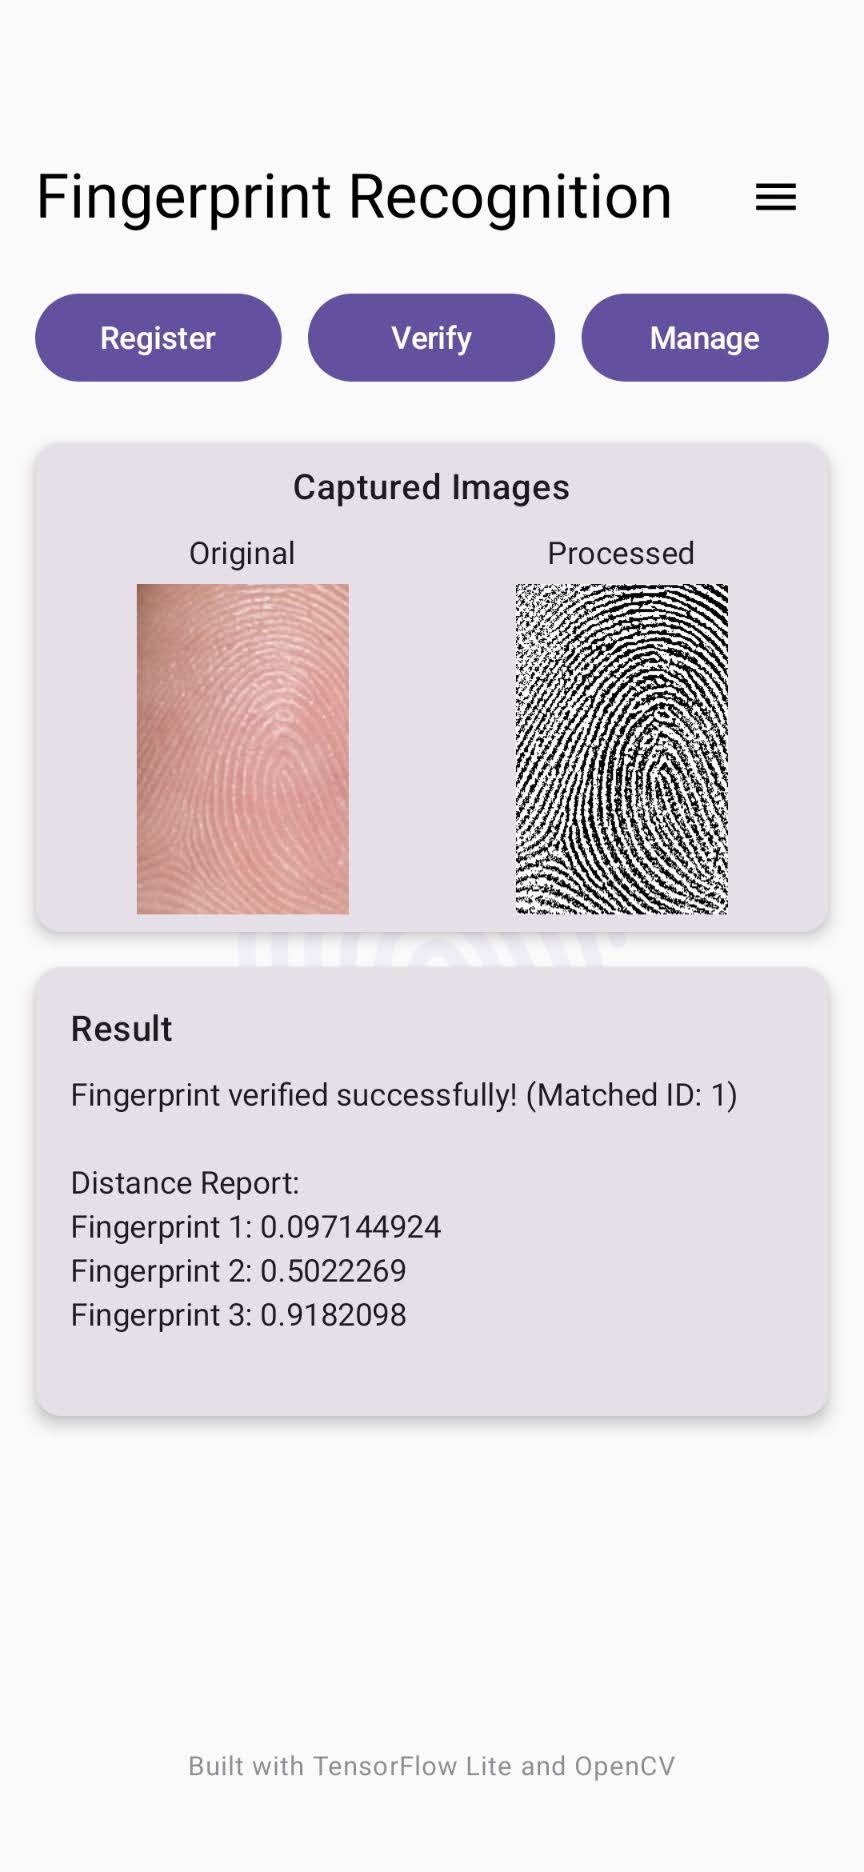 Fingerprint Recognition
Register
Verify
Manage
Captured Images
Original
Processed
Result
Fingerprint verified successfully! (Matched ID: 1)
Distance Report:
Fingerprint 1: 0.097144924
Fingerprint 2: 0.5022269
Fingerprint 3: 0.9182098
Built with TensorFlow Lite and OpenCV